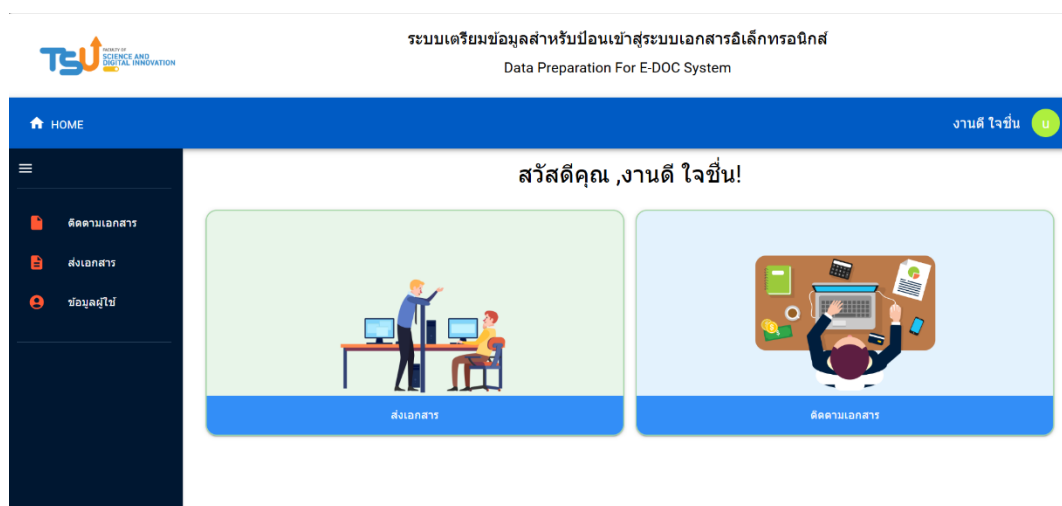 ระบบเตรียมข้อมูลสำหรับป้อนเข้าสู่ระบบเอกสารอิเล็กทรอนิกส์
Data Preparation For E-DOC System
TSU
FACULTY OF
SCIENCE AND
DIGITAL INNOVATION
HOME
งานดี ใจชื่น
น
สวัสดีคุณ ,งานดี ใจชื่น!
ติดตามเอกสาร
ส่งเอกสาร
ข้อมูลผู้ใช้
ส่งเอกสาร
ติดตามเอกสาร